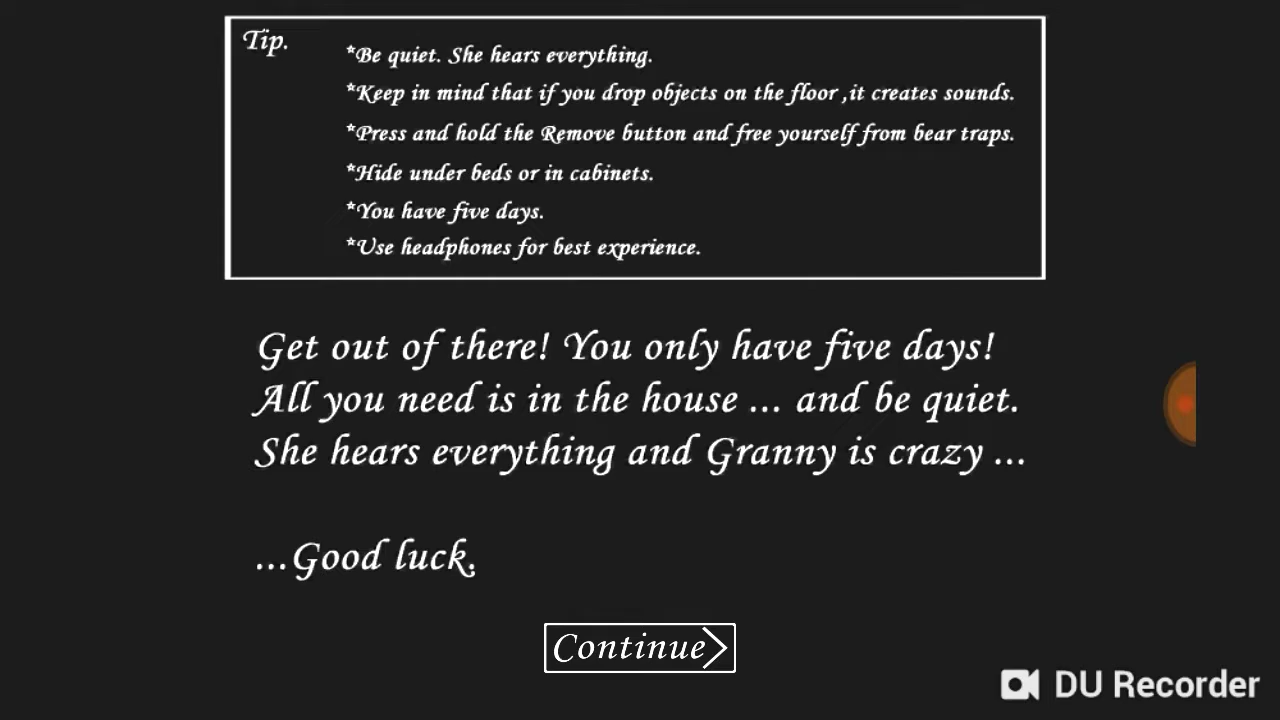 Tip.
*Be quiet. She hears everything.
*Keep in mind that if you drop objects on the floor ,it creates sounds.
*Press and hold the Remove button and free yourself from bear traps.
*Hide under beds or in cabinets.
*You have five days.
*Use headphones for best experience.
Get out of there! You only have five days!
All you need is in the house ... and be quiet.
She hears everything and Granny is crazy ...
...Good luck.
Continue
DU Recorder